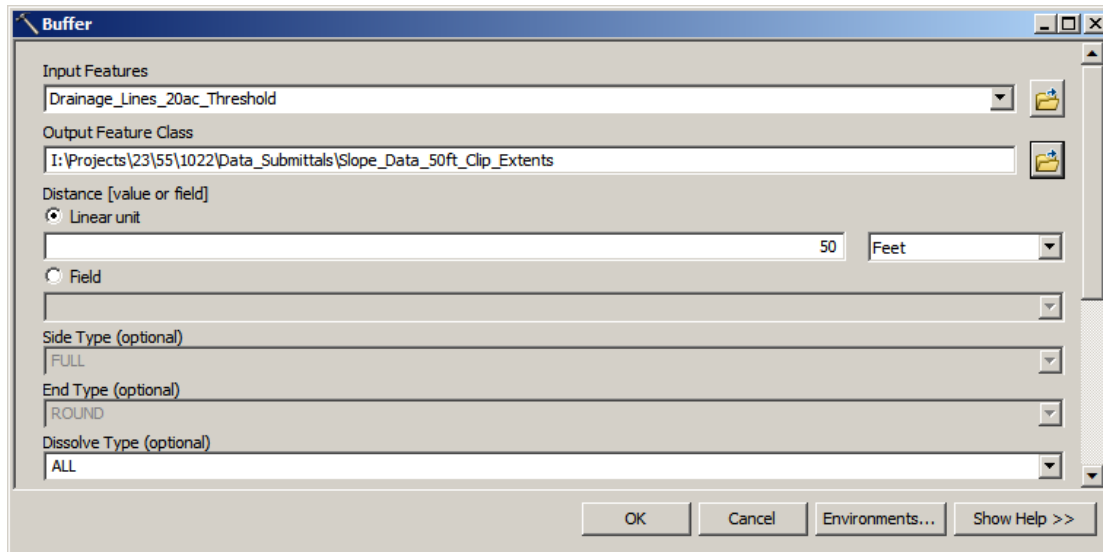 Buffer
Input Features
Drainage_Lines_20ac_Threshold
Output Feature Class
I:\Projects\23\55\1022\Data_Submittals\Slope_Data_50ft_Clip_Extents
Distance [value or field]
Linear unit
50 Feet
Field
Side Type (optional)
FULL
End Type (optional)
ROUND
Dissolve Type (optional)
ALL
OK Cancel Environments... Show Help >>